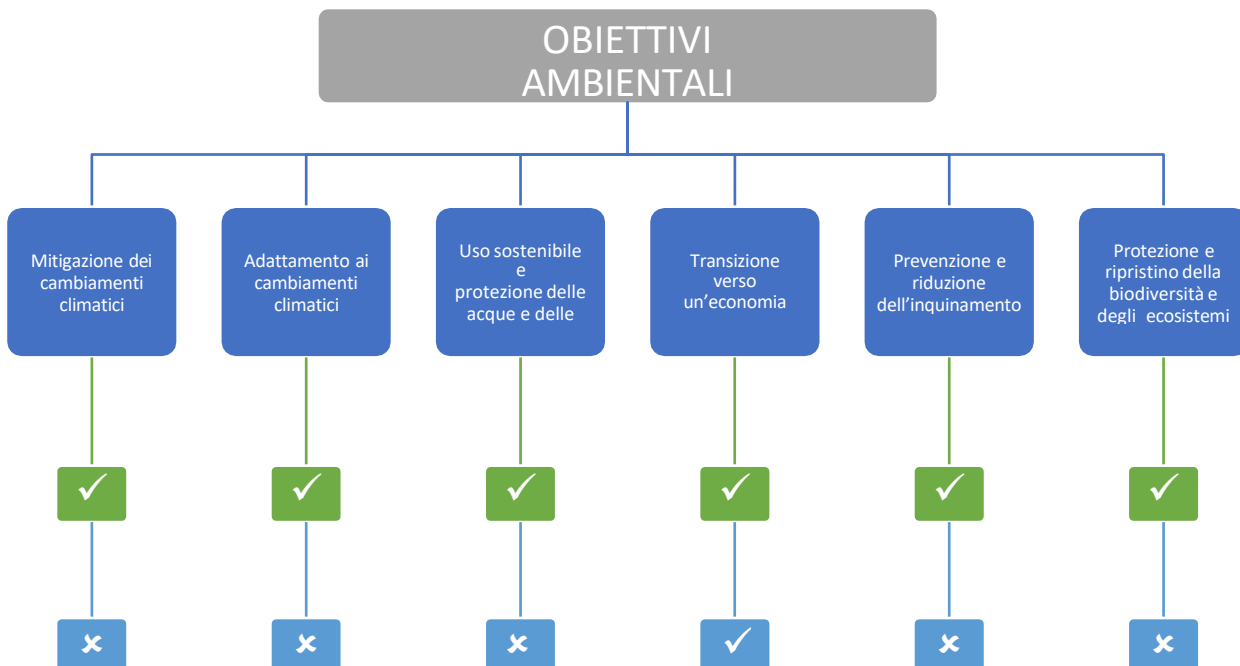 OBIETTIVI
AMBIENTALI
Mitigazione dei
cambiamenti
climatici
Adattamento ai
cambiamenti
climatici
Uso sostenibile
e
protezione delle
acque e delle
Transizione
verso
un’economia
Prevenzione e
riduzione
dell’inquinamento
Protezione e
ripristino della
biodiversità e
degli ecosistemi